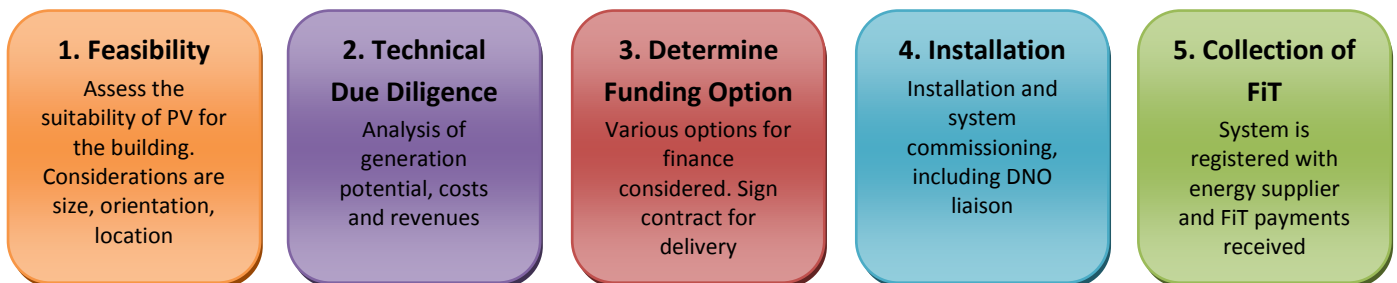 1. Feasibility
Assess the
suitability of PV for
the building.
Considerations are
size, orientation,
location
2. Technical
Due Diligence
Analysis of
generation
potential, costs
and revenues
3. Determine
Funding Option
Various options for
finance
considered. Sign
contract for
delivery
4. Installation
Installation and
system
commissioning,
including DNO
liaison
5. Collection of
FiT
System is
registered with
energy supplier
and FiT payments
received